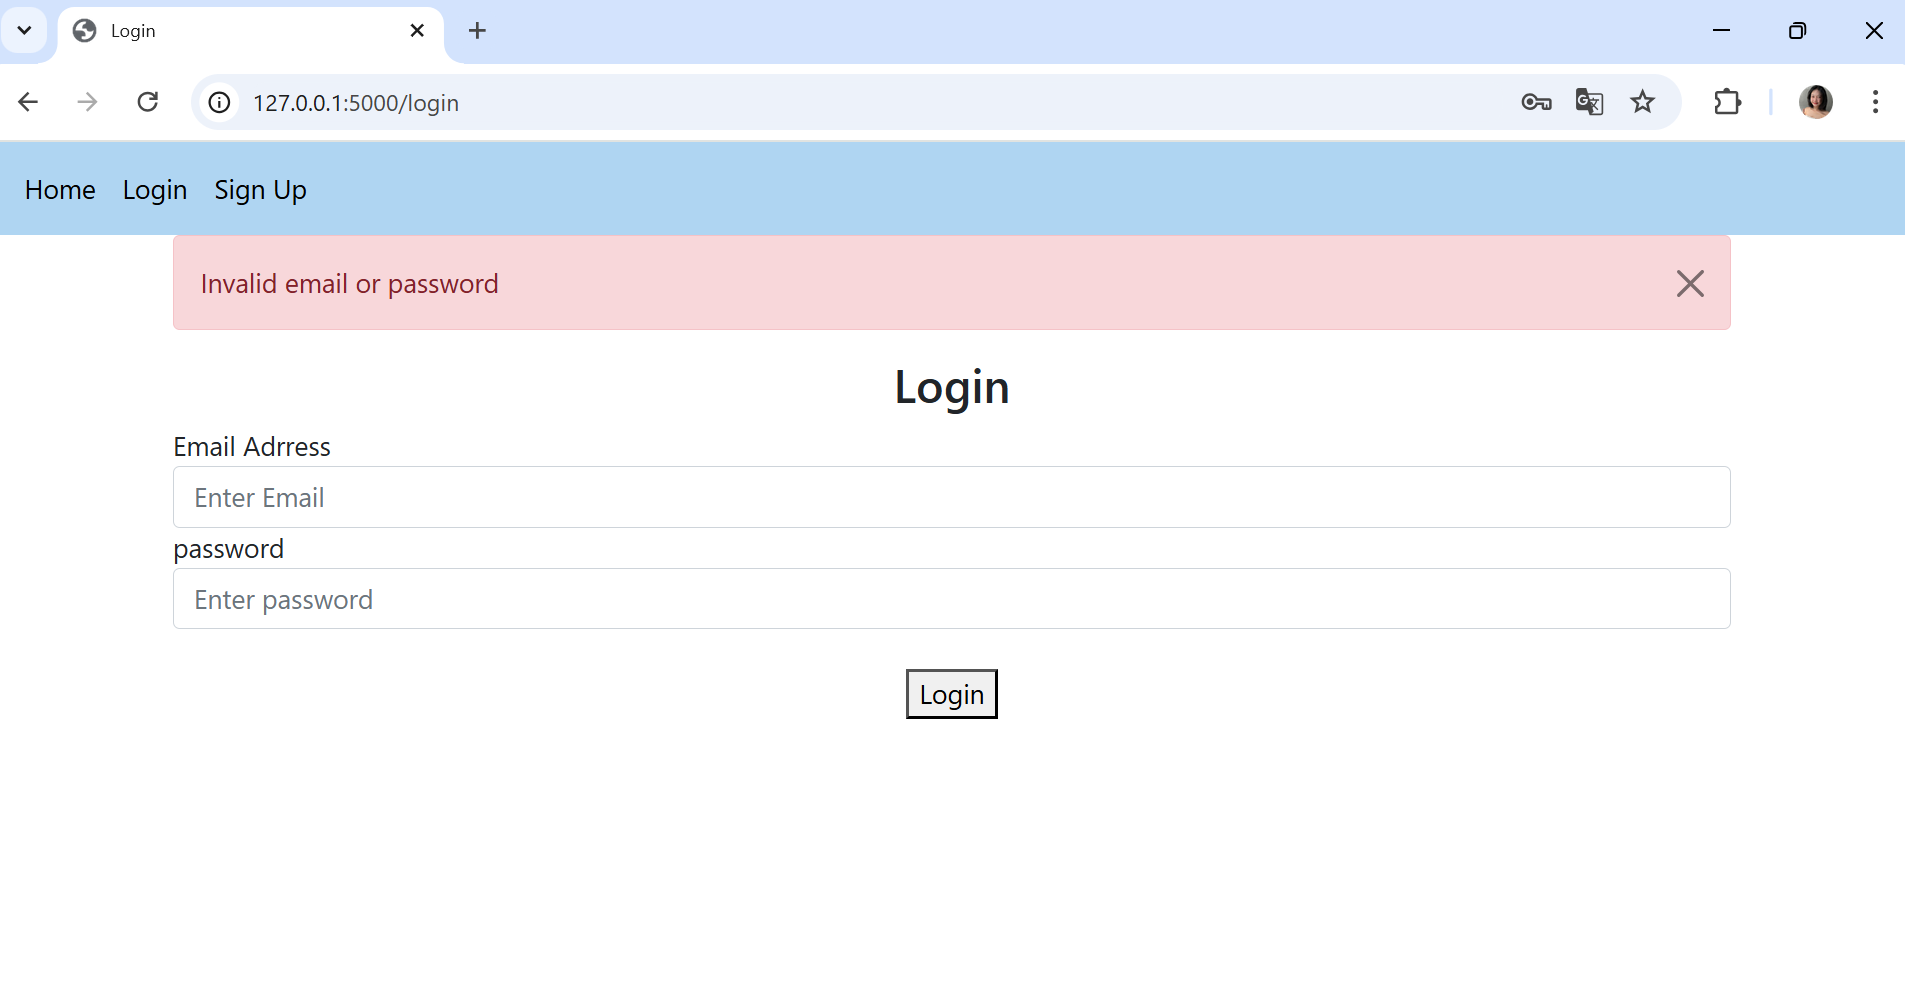 Login
127.0.0.1:5000/login
Home Login Sign Up
Invalid email or password
Login
Email Adrress
Enter Email
password
Enter password
Login